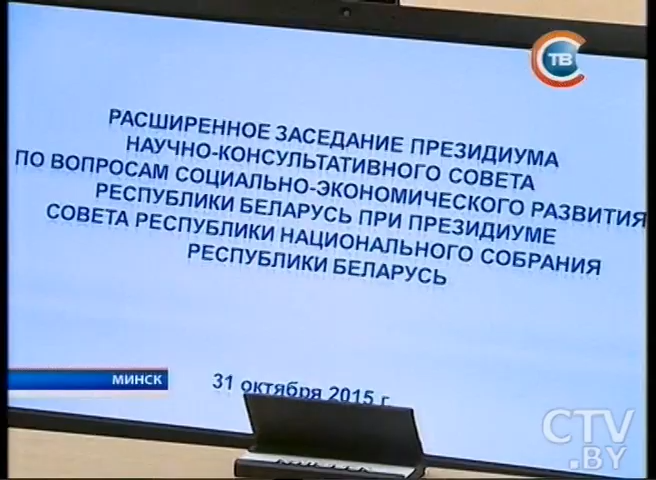 СТВ
РАСШИРЕННОЕ ЗАСЕДАНИЕ ПРЕЗИДИУМА
НАУЧНО-КОНСУЛЬТАТИВНОГО СОВЕТА
ПО ВОПРОСАМ СОЦИАЛЬНО-ЭКОНОМИЧЕСКОГО РАЗВИТИЯ
РЕСПУБЛИКИ БЕЛАРУСЬ ПРИ ПРЕЗИДИУМЕ
СОВЕТА РЕСПУБЛИКИ НАЦИОНАЛЬНОГО СОБРАНИЯ
РЕСПУБЛИКИ БЕЛАРУСЬ
МИНСК
31 октября 2015 г.
CTV
.BY